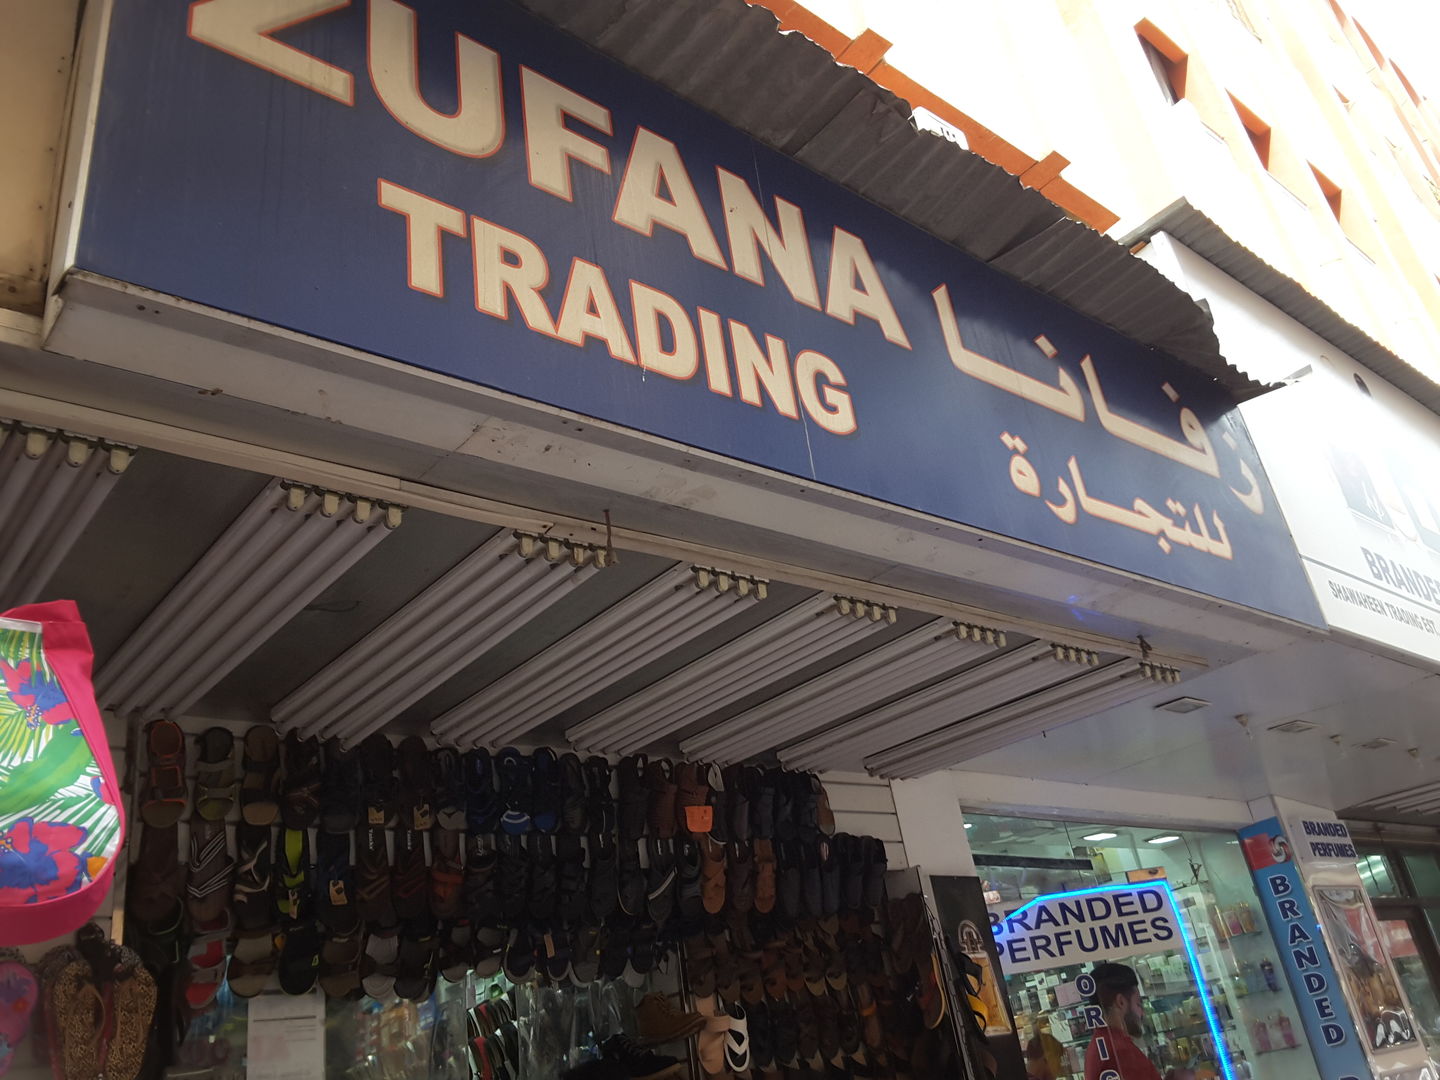 ZUFANA
TRADING
زفانا
للتجارة
BRANDED
SHAWAHEEN TRADING EST.
BRANDED
PERFUMES
BRANDED
BRANDED
PERFUMES